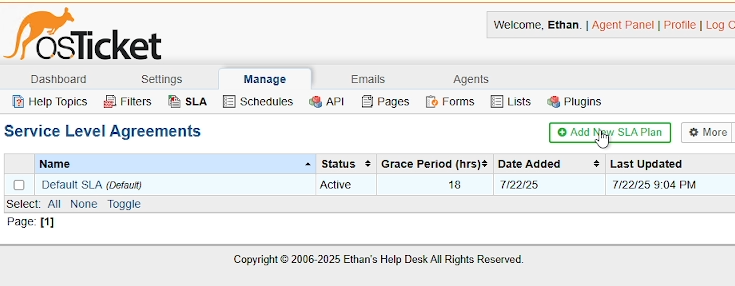 osTicket
Welcome, Ethan. | Agent Panel | Profile | Log
Dashboard Settings Manage Emails Agents
Help Topics Filters SLA Schedules API Pages Forms Lists Plugins
Service Level Agreements
Add New SLA Plan More
Name Status Grace Period (hrs) Date Added Last Updated
Default SLA (Default) Active 18 7/22/25 7/22/25 9:04 PM
Select: All None Toggle
Page: [1]
Copyright © 2006-2025 Ethan's Help Desk All Rights Reserved.